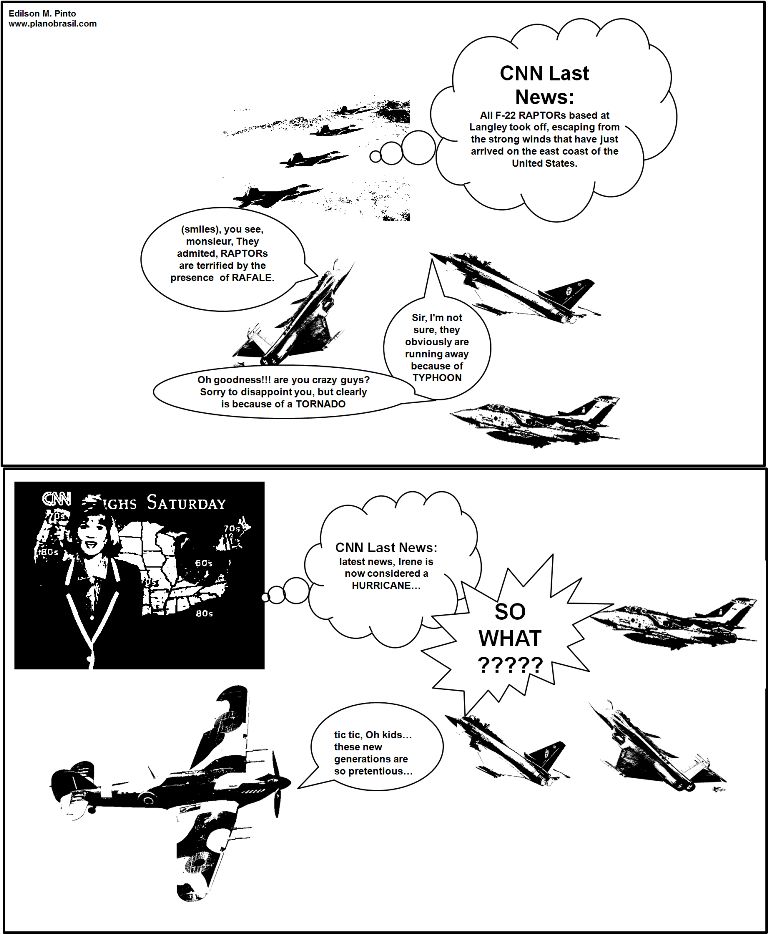 Edilson M. Pinto
www.planobrasil.com
CNN Last
News:
All F-22 RAPTORs based at
Langley took off, escaping from
the strong winds that have just
arrived on the east coast of the
United States.
(smiles), you see,
monsieur, They
admited, RAPTORs
are terrified by the
presence of RAFALE.
Sir, I'm not
sure, they
obviously are
running away
because of
TYPHOON
Oh goodness!!! are you crazy guys?
Sorry to disappoint you, but clearly
is because of a TORNADO
CNN
IGHS SATURDAY
70s
70s
80s
60s
80s
CNN Last News:
latest news, Irene is
now considered a
HURRICANE...
SO
WHAT
?????
tic tic, Oh kids...
these new
generations are
so pretentious...